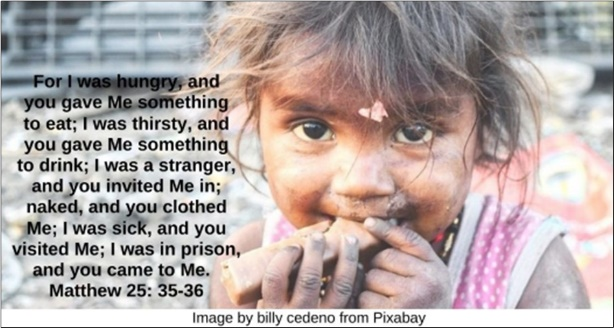 For I was hungry, and
you gave Me something
to eat; I was thirsty, and
you gave Me something
to drink; I was a stranger,
and you invited Me in;
naked, and you clothed
Me; I was sick, and you
visited Me; I was in prison,
and you came to Me.
Matthew 25: 35-36
Image by billy cedeno from Pixabay